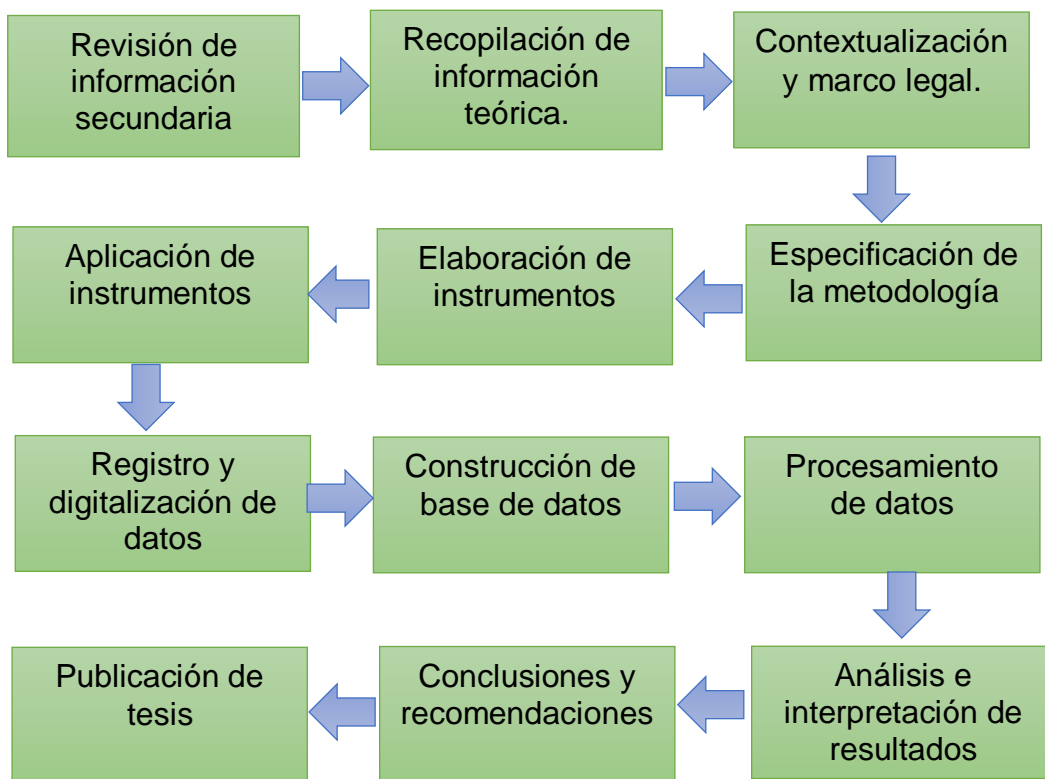 Revisión de
información
secundaria
Recopilación de
información
teórica.
Contextualización
y marco legal.
Especificación de
la metodología
Elaboración de
instrumentos
Aplicación de
instrumentos
Registro y
digitalización de
datos
Construcción de
base de datos
Procesamiento
de datos
Análisis e
interpretación de
resultados
Conclusiones y
recomendaciones
Publicación de
tesis